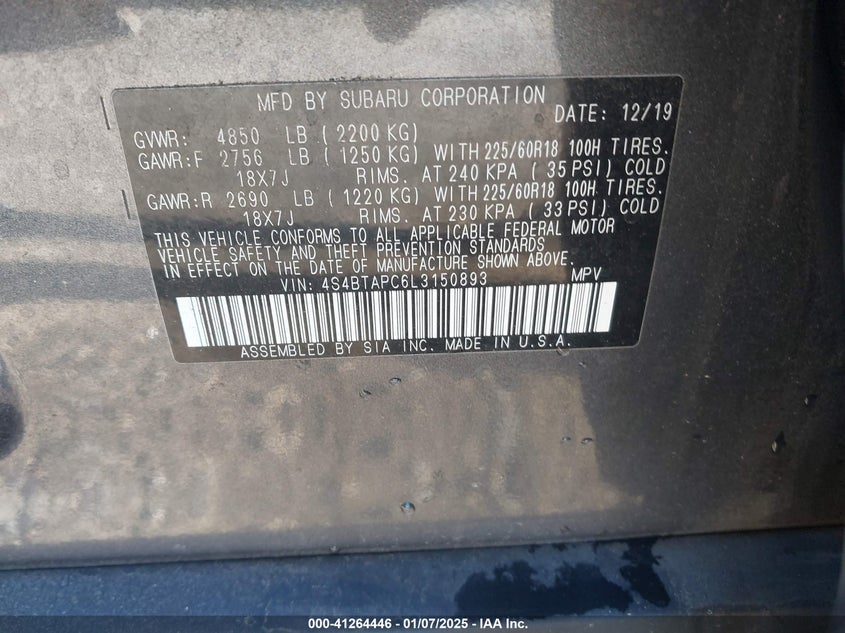 MFD BY SUBARU CORPORATION
DATE: 12/19
GVWR: 4850 LB ( 2200 KG)
GAWR:F 2756 LB ( 1250 KG) WITH 225/60R18 100H TIRES.
18X7J RIMS. AT 240 KPA ( 35 PSI) COLD
GAWR:R 2690 LB ( 1220 KG) WITH 225/60R18 100H TIRES.
18X7J RIMS. AT 230 KPA ( 33 PSI) COLD
THIS VEHICLE CONFORMS TO ALL APPLICABLE FEDERAL MOTOR
VEHICLE SAFETY AND THEFT PREVENTION STANDARDS
IN EFFECT ON THE DATE OF MANUFACTURE SHOWN ABOVE.
VIN: 4S4BTAPC6L3150893 MPV
ASSEMBLED BY SIA INC. MADE IN U.S.A.
000-41264446 - 01/07/2025 - IAA Inc.